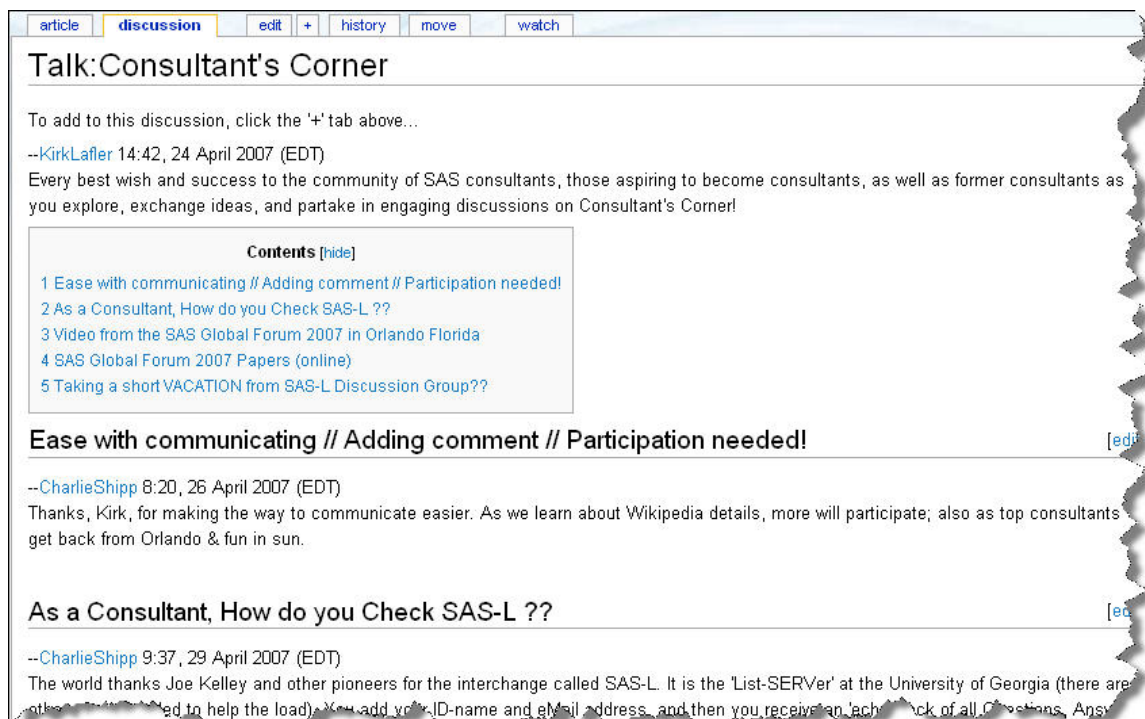 article discussion edit + history move watch
Talk:Consultant's Corner
To add to this discussion, click the '+' tab above...
--KirkLafler 14:42, 24 April 2007 (EDT)
Every best wish and success to the community of SAS consultants, those aspiring to become consultants, as well as former consultants as
you explore, exchange ideas, and partake in engaging discussions on Consultant's Corner!
Contents [hide]
1 Ease with communicating // Adding comment // Participation needed!
2 As a Consultant, How do you Check SAS-L ??
3 Video from the SAS Global Forum 2007 in Orlando Florida
4 SAS Global Forum 2007 Papers (online)
5 Taking a short VACATION from SAS-L Discussion Group??
Ease with communicating // Adding comment // Participation needed! [edit
--CharlieShipp 8:20, 26 April 2007 (EDT)
Thanks, Kirk, for making the way to communicate easier. As we learn about Wikipedia details, more will participate; also as top consultants
get back from Orlando & fun in sun.
As a Consultant, How do you Check SAS-L ?? [ed
--CharlieShipp 9:37, 29 April 2007 (EDT)
The world thanks Joe Kelley and other pioneers for the interchange called SAS-L. It is the 'List-SERVer' at the University of Georgia (there are
to help the load). You add your ID-name and eMail address, and then you receive an 'echo of all